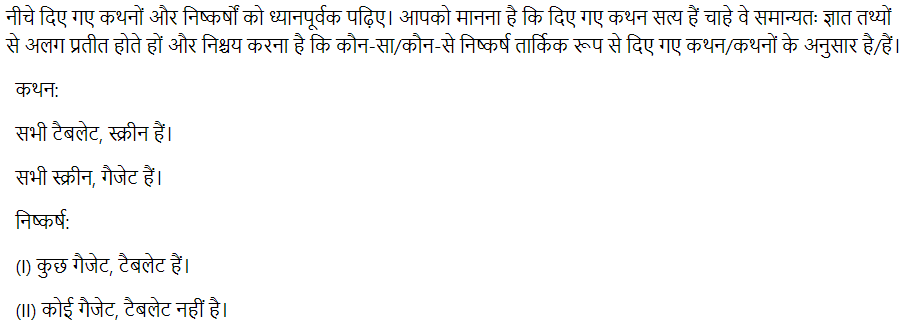 नीचे दिए गए कथनों और निष्कर्षों को ध्यानपूर्वक पढ़िए। आपको मानना है कि दिए गए कथन सत्य हैं चाहे वे समान्यतः ज्ञात तथ्यों
से अलग प्रतीत होते हों और निश्चय करना है कि कौन-सा/कौन-से निष्कर्ष तार्किक रूप से दिए गए कथन/कथनों के अनुसार है/हैं।
कथन:
सभी टैबलेट, स्क्रीन हैं।
सभी स्क्रीन, गैजेट हैं।
निष्कर्ष:
(I) कुछ गैजेट, टैबलेट हैं।
(II) कोई गैजेट, टैबलेट नहीं है।